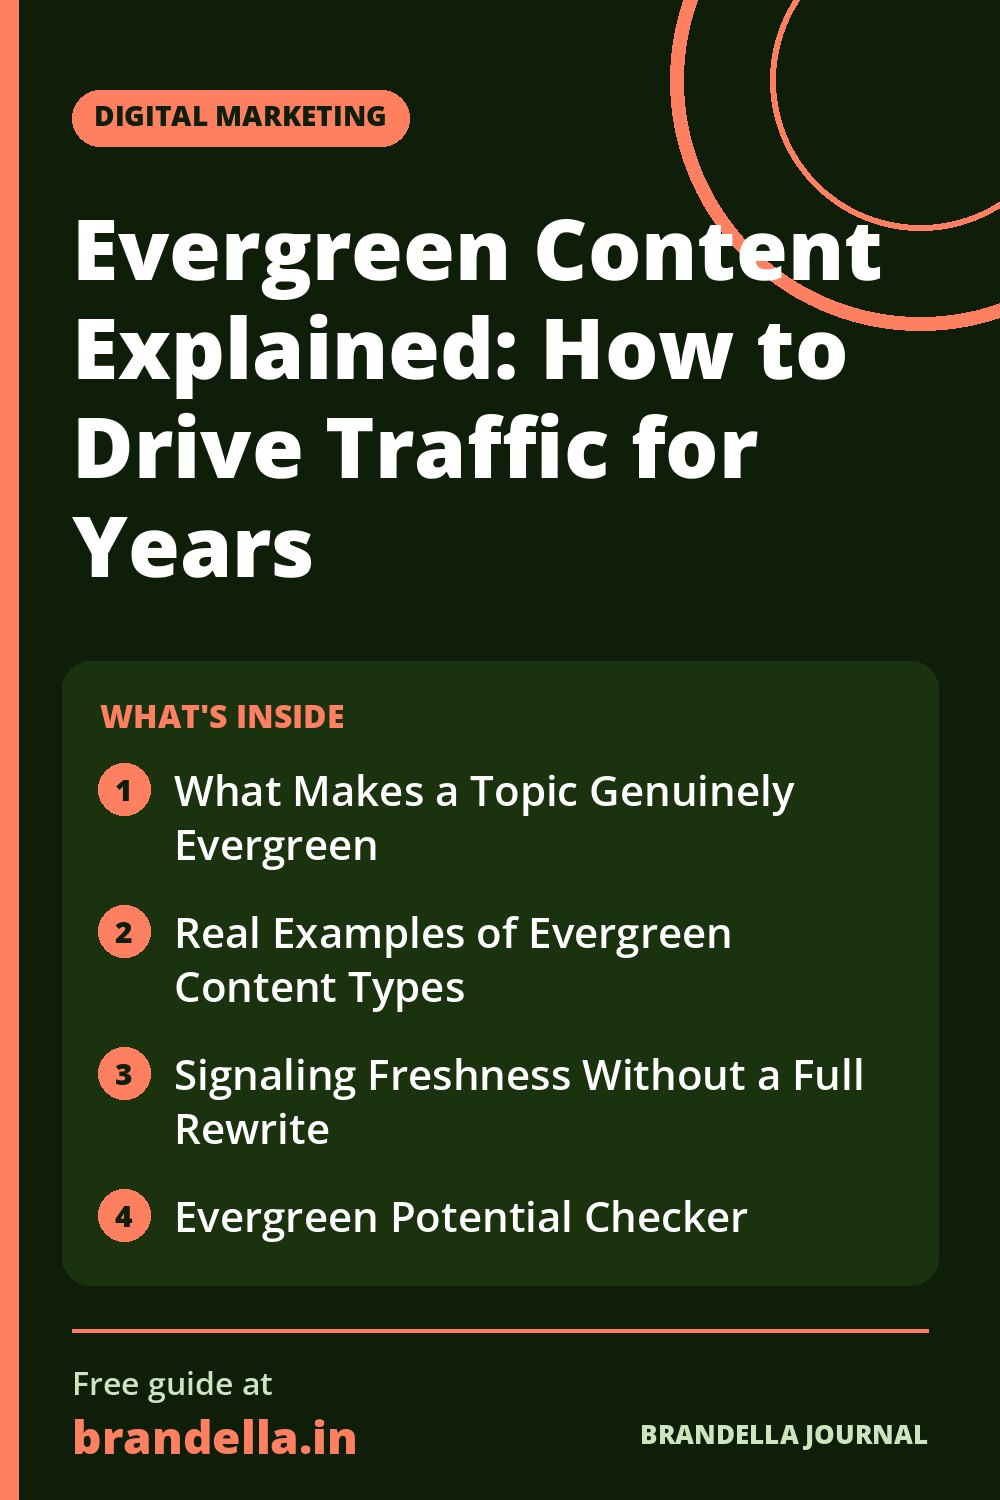 DIGITAL MARKETING
Evergreen Content
Explained: How to
Drive Traffic for
Years
WHAT'S INSIDE
1 What Makes a Topic Genuinely
Evergreen
2 Real Examples of Evergreen
Content Types
3 Signaling Freshness Without a Full
Rewrite
4 Evergreen Potential Checker
Free guide at
brandella.in
BRANDELLA JOURNAL